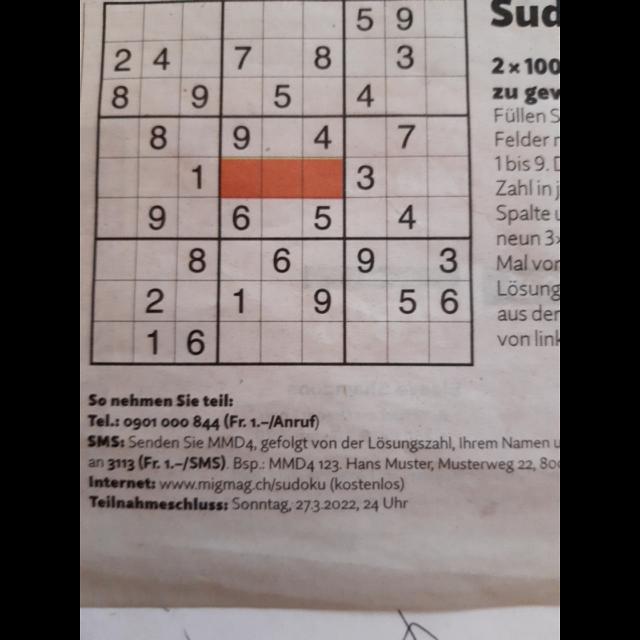 5 9
2 4 7 8 3
8 9 5 4
8 9 4 7
1 3
9 6 5 4
8 6 9 3
2 1 9 5 6
1 6
Sud
2 x 100
zu gew
Füllen S
Felder
1 bis 9. D
Zahl in j
Spalte
neun 3x
Mal vor
Lösung
aus der
von link
So nehmen Sie teil:
Tel.: 0901 000 844 (Fr. 1.–/Anruf)
SMS: Senden Sie MMD4, gefolgt von der Lösungszahl, Ihrem Namen u
an 3113 (Fr. 1.–/SMS). Bsp.: MMD4 123. Hans Muster, Musterweg 22, 800
Internet: www.migmag.ch/sudoku (kostenlos)
Teilnahmeschluss: Sonntag, 27.3.2022, 24 Uhr